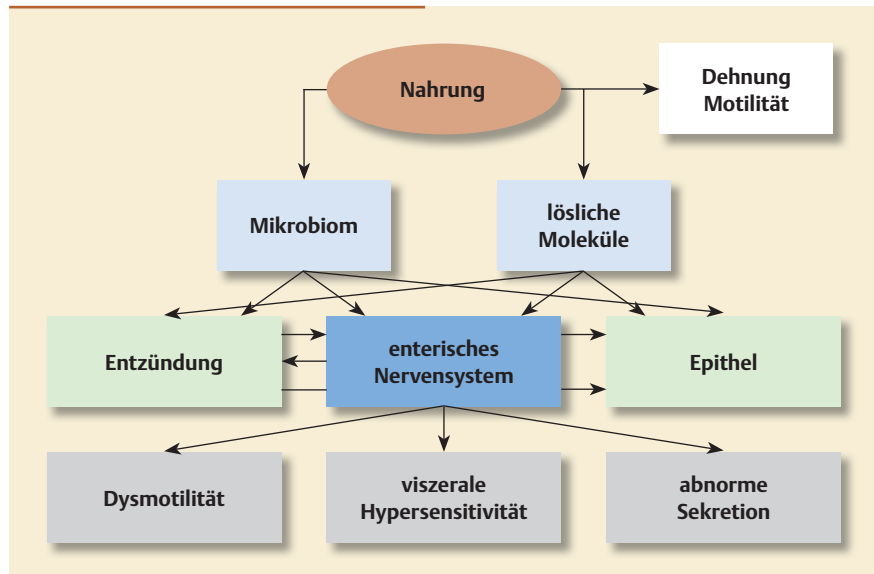 Nahrung
Dehnung
Motilität
Mikrobiom
lösliche
Moleküle
Entzündung
enterisches
Nervensystem
Epithel
Dysmotilität
viszerale
Hypersensitivität
abnorme
Sekretion